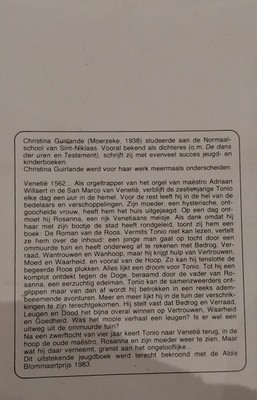 Christina Guirlande (Moerzeke, 1938) studeerde aan de Normaal-
school van Sint-Niklaas. Vooral bekend als dichteres (o.m. De dans
der uren en Testament), schrijft zij met evenveel succes jeugd- en
kinderboeken.
Christina Guirlande werd voor haar werk meermaals onderscheiden.
Venetië 1562... Als orgeltrapper van het orgel van maëstro Adriaan
Willaert in de San Marco van Venetië, verblijft de zestienjarige Tonio
elke dag een uur in de hemel. Voor de rest leeft hij in de hel van de
bedelaars en verschoppelingen. Zijn moeder, een hysterische, ont-
goochelde vrouw, heeft hem het huis uitgejaagd. Op een dag ont-
moet hij Rosanna, een rijk Venetiaans meisje. Als dank omdat hij
haar met zijn bootje de stad heeft rondgeleid, toont zij hem een
boek: De Roman van de Roos. Vermits Tonio niet kan lezen, vertelt
ze hem over de inhoud: een jonge man gaat op tocht door een
ommuurde tuin en heeft onderweg af te rekenen met Bedrog, Ver-
raad, Wantrouwen en Wanhoop, maar hij krijgt hulp van Vertrouwen,
Moed en Waarheid, en vooral van Hoop. Zo kan hij tenslotte de
begeerde Roos plukken. Alles lijkt een droom voor Tonio. Tot hij een
komplot ontdekt tegen de Doge, beraamd door de vader van Ro-
sanna, een eerzuchtig edelman. Tonio kan de samenzweerders ont-
glippen maar van dan af wordt hij betrokken in een reeks adem-
benemende avonturen. Meer en meer lijkt hij in de tuin der verschrik-
kingen te zijn terechtgekomen. Hij stelt vast dat Bedrog en Verraad,
Leugen en Dood het bijna overal winnen op Vertrouwen, Waarheid
en Goedheid. Was het mooie verhaal een leugen? Is er wel een
uitweg uit de ommuurde tuin?
Na een zwerftocht van vier jaar keert Tonio naar Venetië terug, in de
hoop de oude maëstro, Rosanna en zijn moeder weer te zien. Maar
wat hij daar verneemt, grenst aan het ongelooflijke...
Dit uitstekende jeugdboek werd terecht bekroond met de Aloïs
Blommaertprijs 1983.